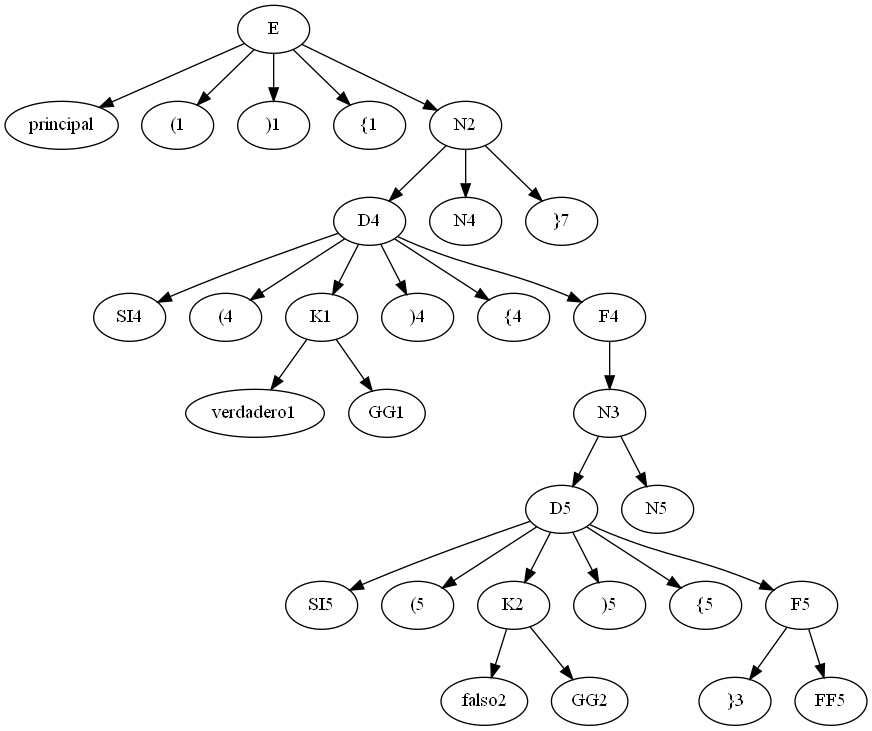 E
principal (1 )1 {1 N2
D4 N4 }7
SI4 (4 K1 )4 {4 F4
verdadero1 GG1 N3
D5 N5
SI5 (5 K2 )5 {5 F5
falso2 GG2 }3 FF5